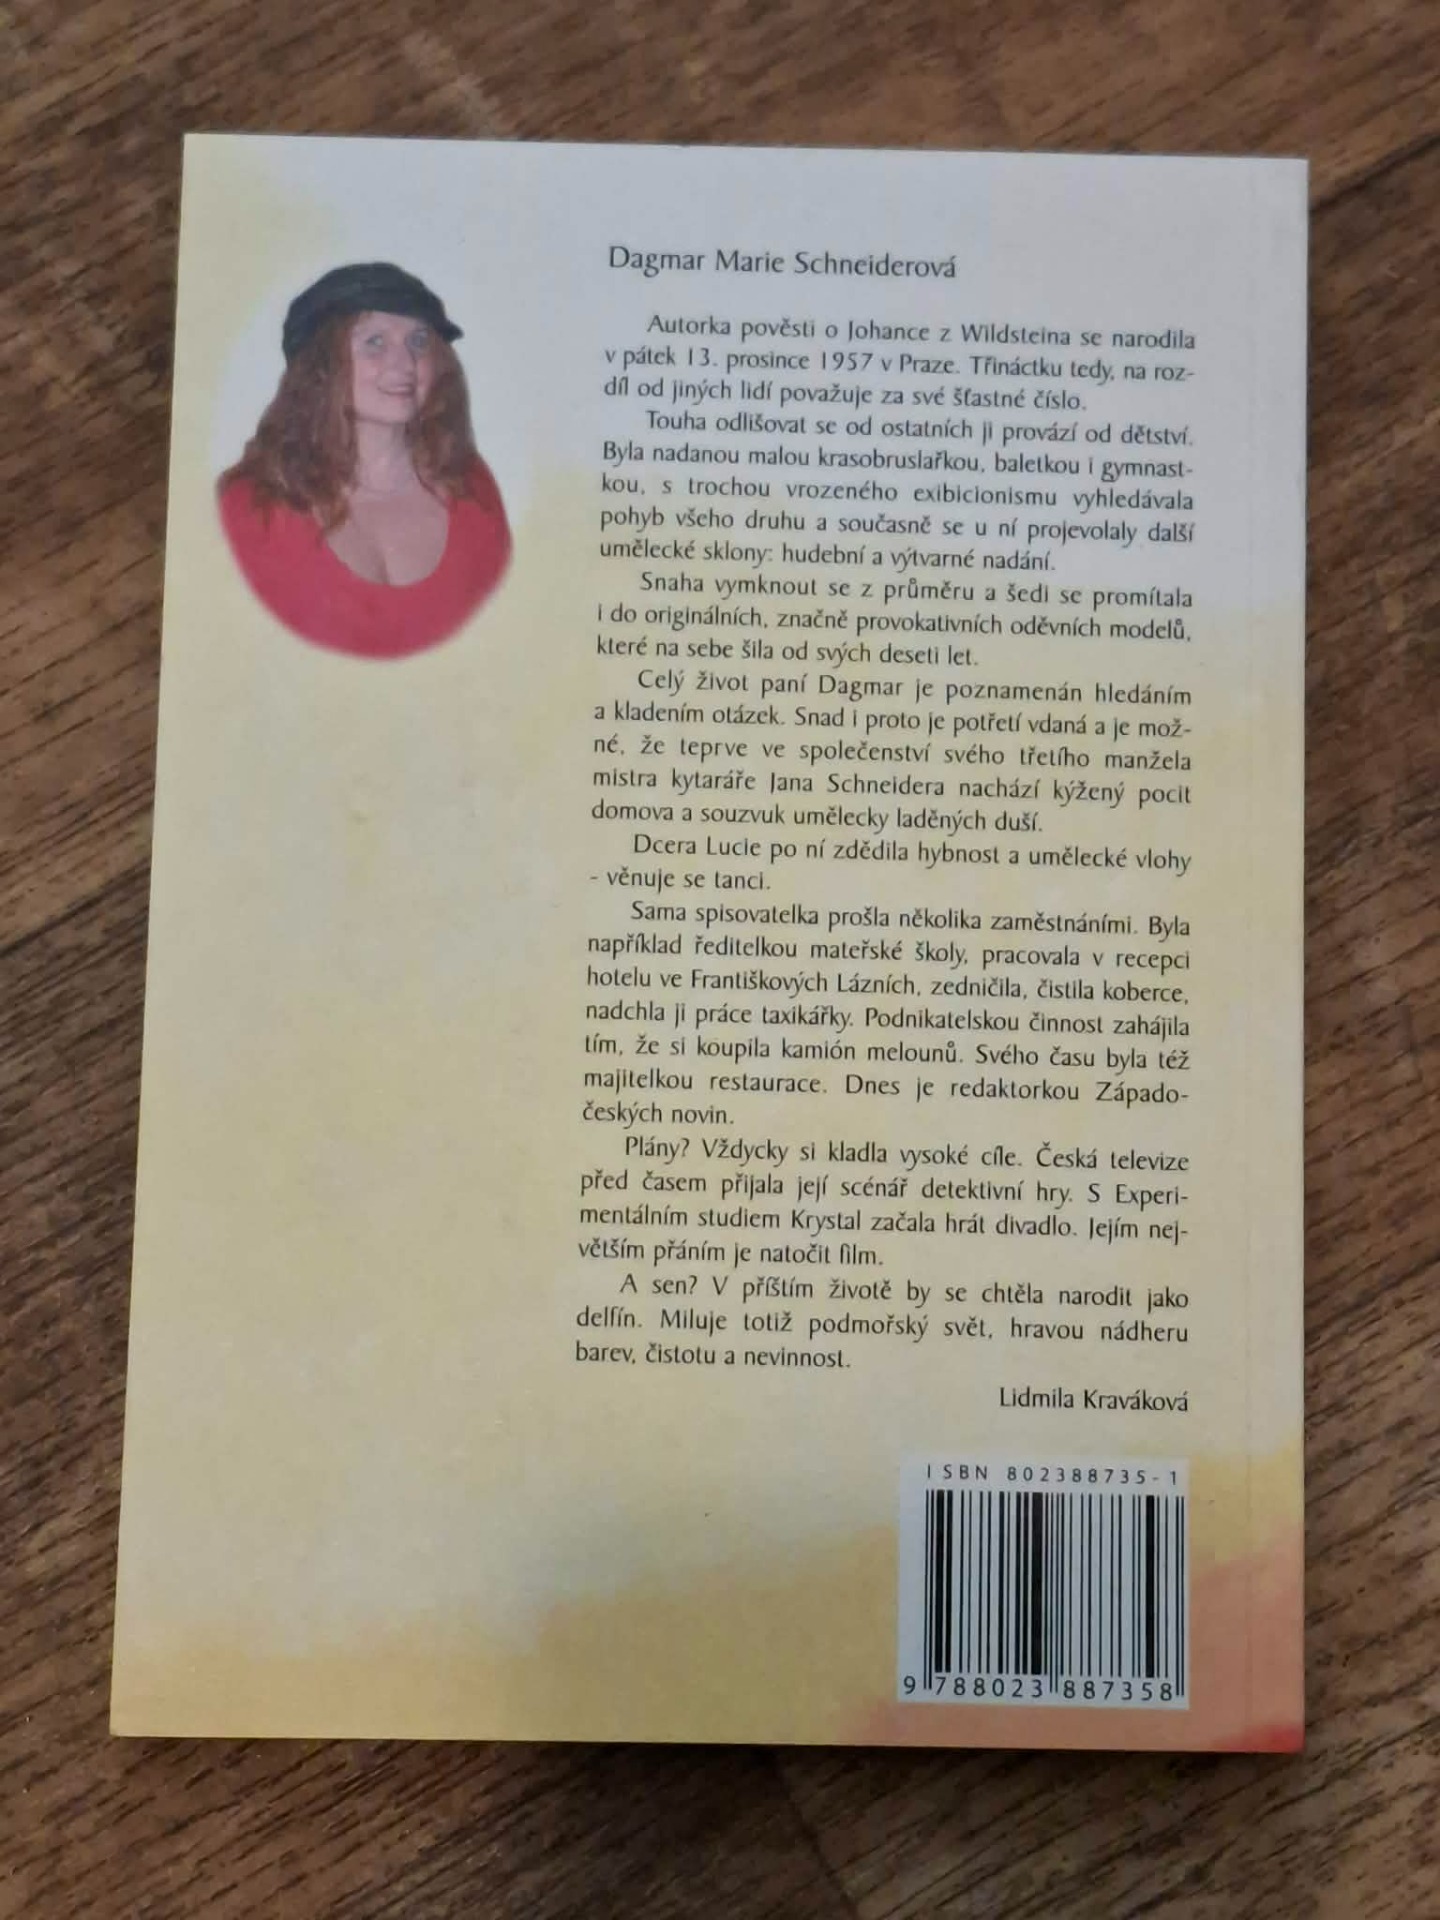 Dagmar Marie Schneiderová
Autorka pověsti o Johance z Wildsteina se narodila
v pátek 13. prosince 1957 v Praze. Třináctku tedy, na roz-
díl od jiných lidí považuje za své šťastné číslo.
Touha odlišovat se od ostatních ji provází od dětství.
Byla nadanou malou krasobruslařkou, baletkou i gymnast-
kou, s trochou vrozeného exibicionismu vyhledávala
pohyb všeho druhu a současně se u ní projevolaly další
umělecké sklony: hudební a výtvarné nadání.
Snaha vymknout se z průměru a šedi se promítala
i do originálních, značně provokativních oděvních modelů,
které na sebe šila od svých deseti let.
Celý život paní Dagmar je poznamenán hledáním
a kladením otázek. Snad i proto je potřetí vdaná a je mož-
né, že teprve ve společenství svého třetího manžela
mistra kytaráře Jana Schneidera nachází kýžený pocit
domova a souzvuk umělecky laděných duší.
Dcera Lucie po ní zdědila hybnost a umělecké vlohy
- věnuje se tanci.
Sama spisovatelka prošla několika zaměstnáními. Byla
například ředitelkou mateřské školy, pracovala v recepci
hotelu ve Františkových Lázních, zedničila, čistila koberce,
nadchla ji práce taxikářky. Podnikatelskou činnost zahájila
tím, že si koupila kamión melounů. Svého času byla též
majitelkou restaurace. Dnes je redaktorkou Západo-
českých novin.
Plány? Vždycky si kladla vysoké cíle. Česká televize
před časem přijala její scénář detektivní hry. S Experi-
mentálním studiem Krystal začala hrát divadlo. Jejím nej-
větším přáním je natočit film.
A sen? V příštím životě by se chtěla narodit jako
delfín. Miluje totiž podmořský svět, hravou nádheru
barev, čistotu a nevinnost.
Lidmila Kraváková
ISBN 802388735-1
9 788023 887358